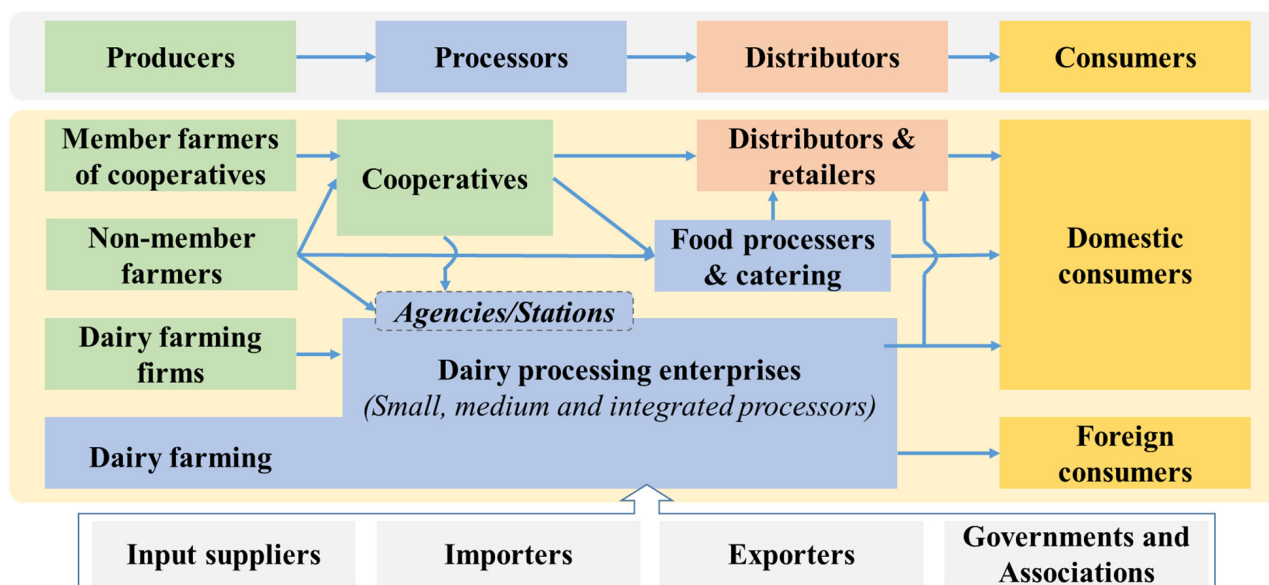 Producers
Processors
Distributors
Consumers
Member farmers
of cooperatives
Cooperatives
Distributors &
retailers
Non-member
farmers
Food processers
& catering
Domestic
consumers
Agencies/Stations
Dairy farming
firms
Dairy processing enterprises
(Small, medium and integrated processors)
Dairy farming
Foreign
consumers
Input suppliers
Importers
Exporters
Governments and
Associations